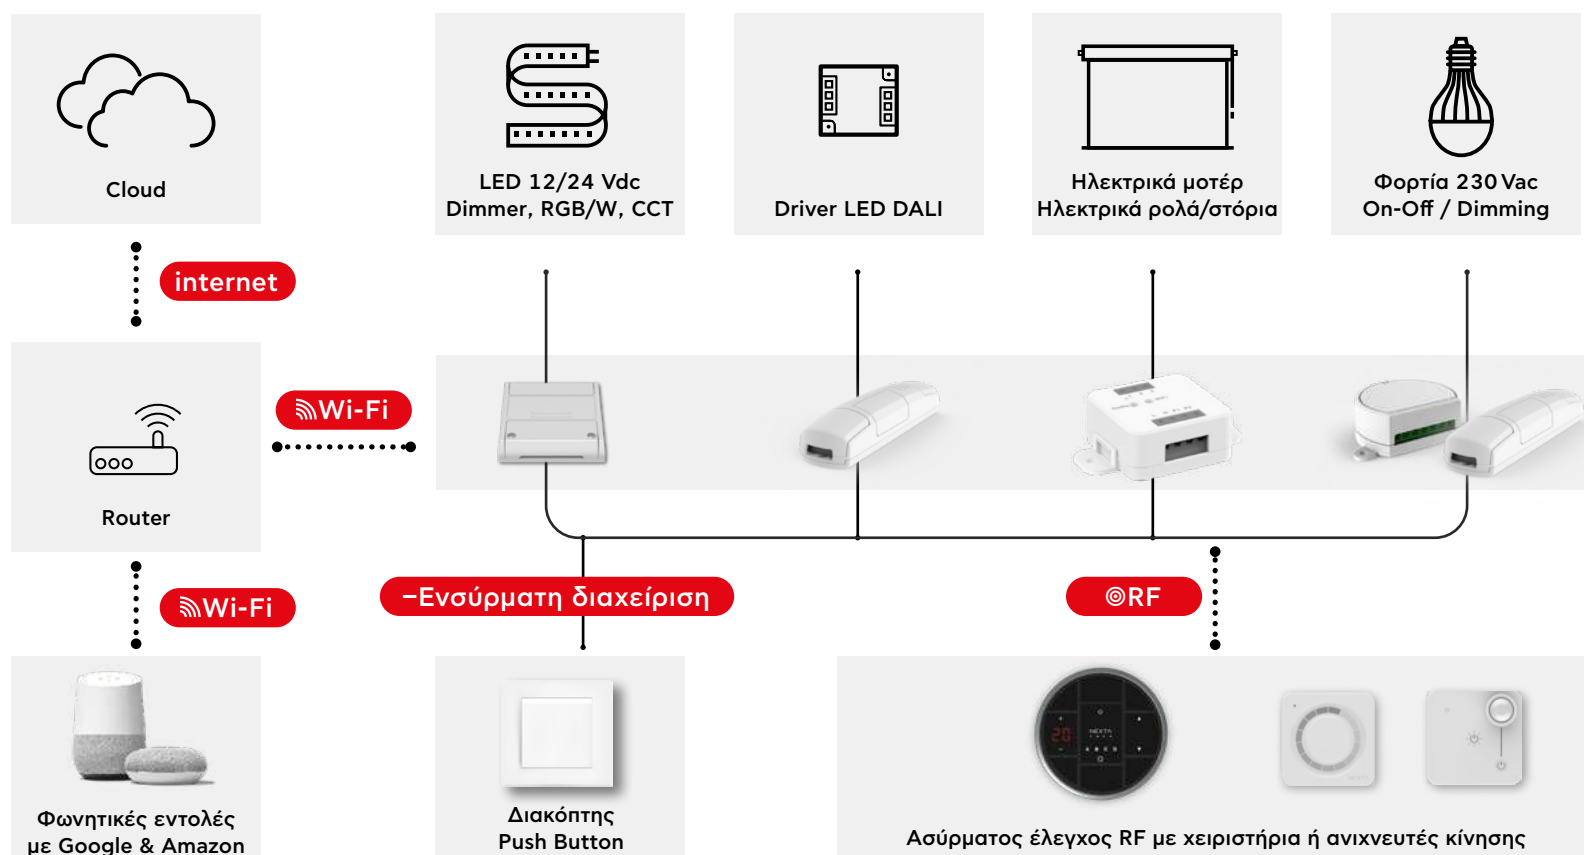 Cloud
LED 12/24 Vdc
Dimmer, RGB/W, CCT
Driver LED DALI
Ηλεκτρικά μοτέρ
Ηλεκτρικά ρολά/στόρια
Φορτία 230 Vac
On-Off / Dimming
internet
Wi-Fi
Router
Wi-Fi
–Ενσύρματη διαχείριση
RF
20
NEXTA
Φωνητικές εντολές
με Google & Amazon
Διακόπτης
Push Button
Ασύρματος έλεγχος RF με χειριστήρια ή ανιχνευτές κίνησης